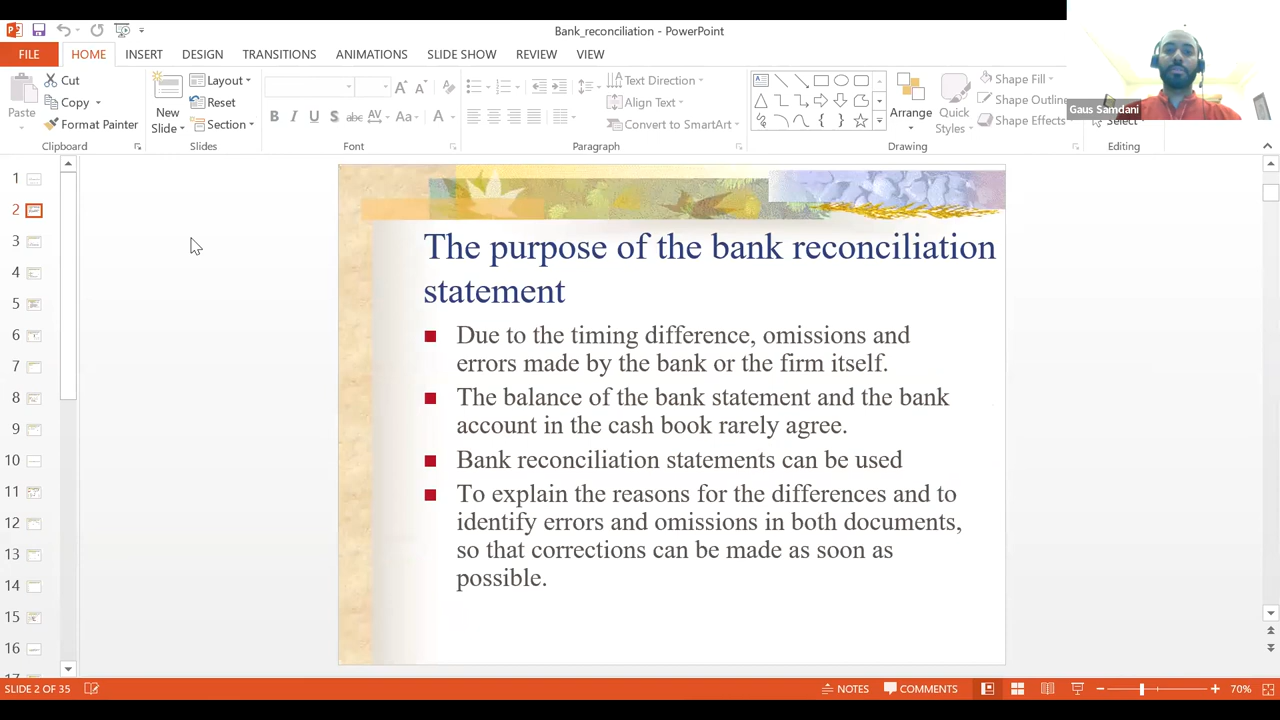 Bank_reconciliation - PowerPoint
FILE HOME INSERT DESIGN TRANSITIONS ANIMATIONS SLIDE SHOW REVIEW VIEW
Gaus Samdani
Paste
Cut
Copy
Format Painter
Clipboard
New
Slide
Layout
Reset
Section
Slides
B I U S abc AV Aa A
Font
Text Direction
Align Text
Convert to SmartArt
Paragraph
Arrange
Quick
Styles
Shape Fill
Shape Outline
Shape Effects
Drawing
Select
Editing
1
2
3
4
5
6
7
8
9
10
11
12
13
14
15
16
17
The purpose of the bank reconciliation
statement
Due to the timing difference, omissions and
errors made by the bank or the firm itself.
The balance of the bank statement and the bank
account in the cash book rarely agree.
Bank reconciliation statements can be used
To explain the reasons for the differences and to
identify errors and omissions in both documents,
so that corrections can be made as soon as
possible.
SLIDE 2 OF 35
NOTES COMMENTS 70%